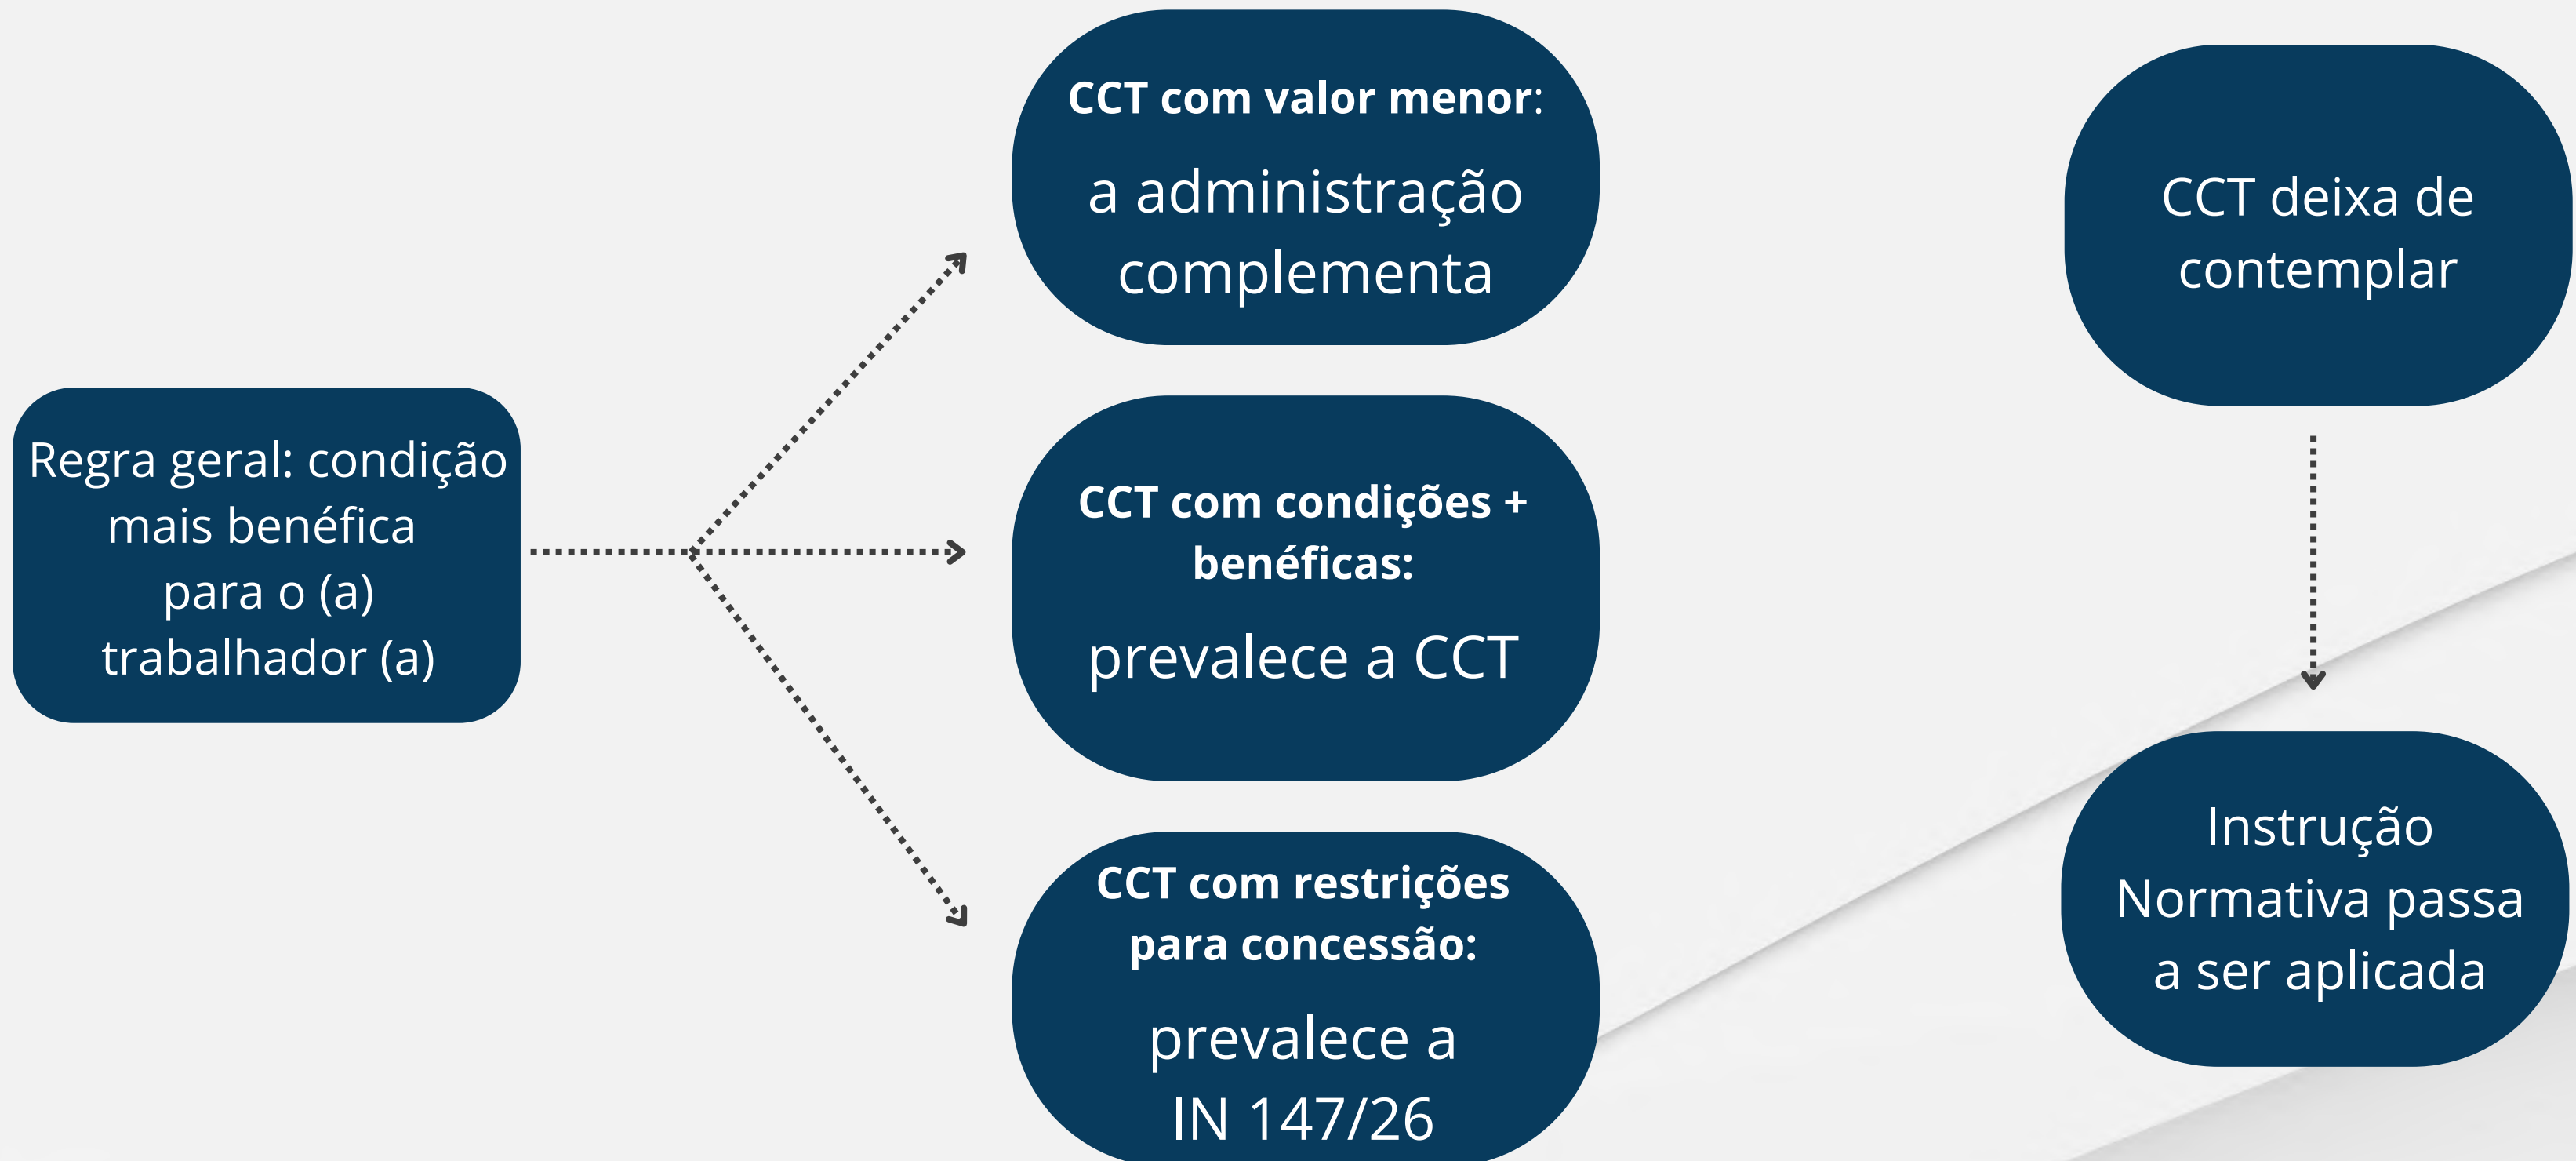 Regra geral: condição
mais benéfica
para o (a)
trabalhador (a)
CCT com valor menor:
a administração
complementa
CCT com condições +
benéficas:
prevalece a CCT
CCT com restrições
para concessão:
prevalece a
IN 147/26
CCT deixa de
contemplar
Instrução
Normativa passa
a ser aplicada